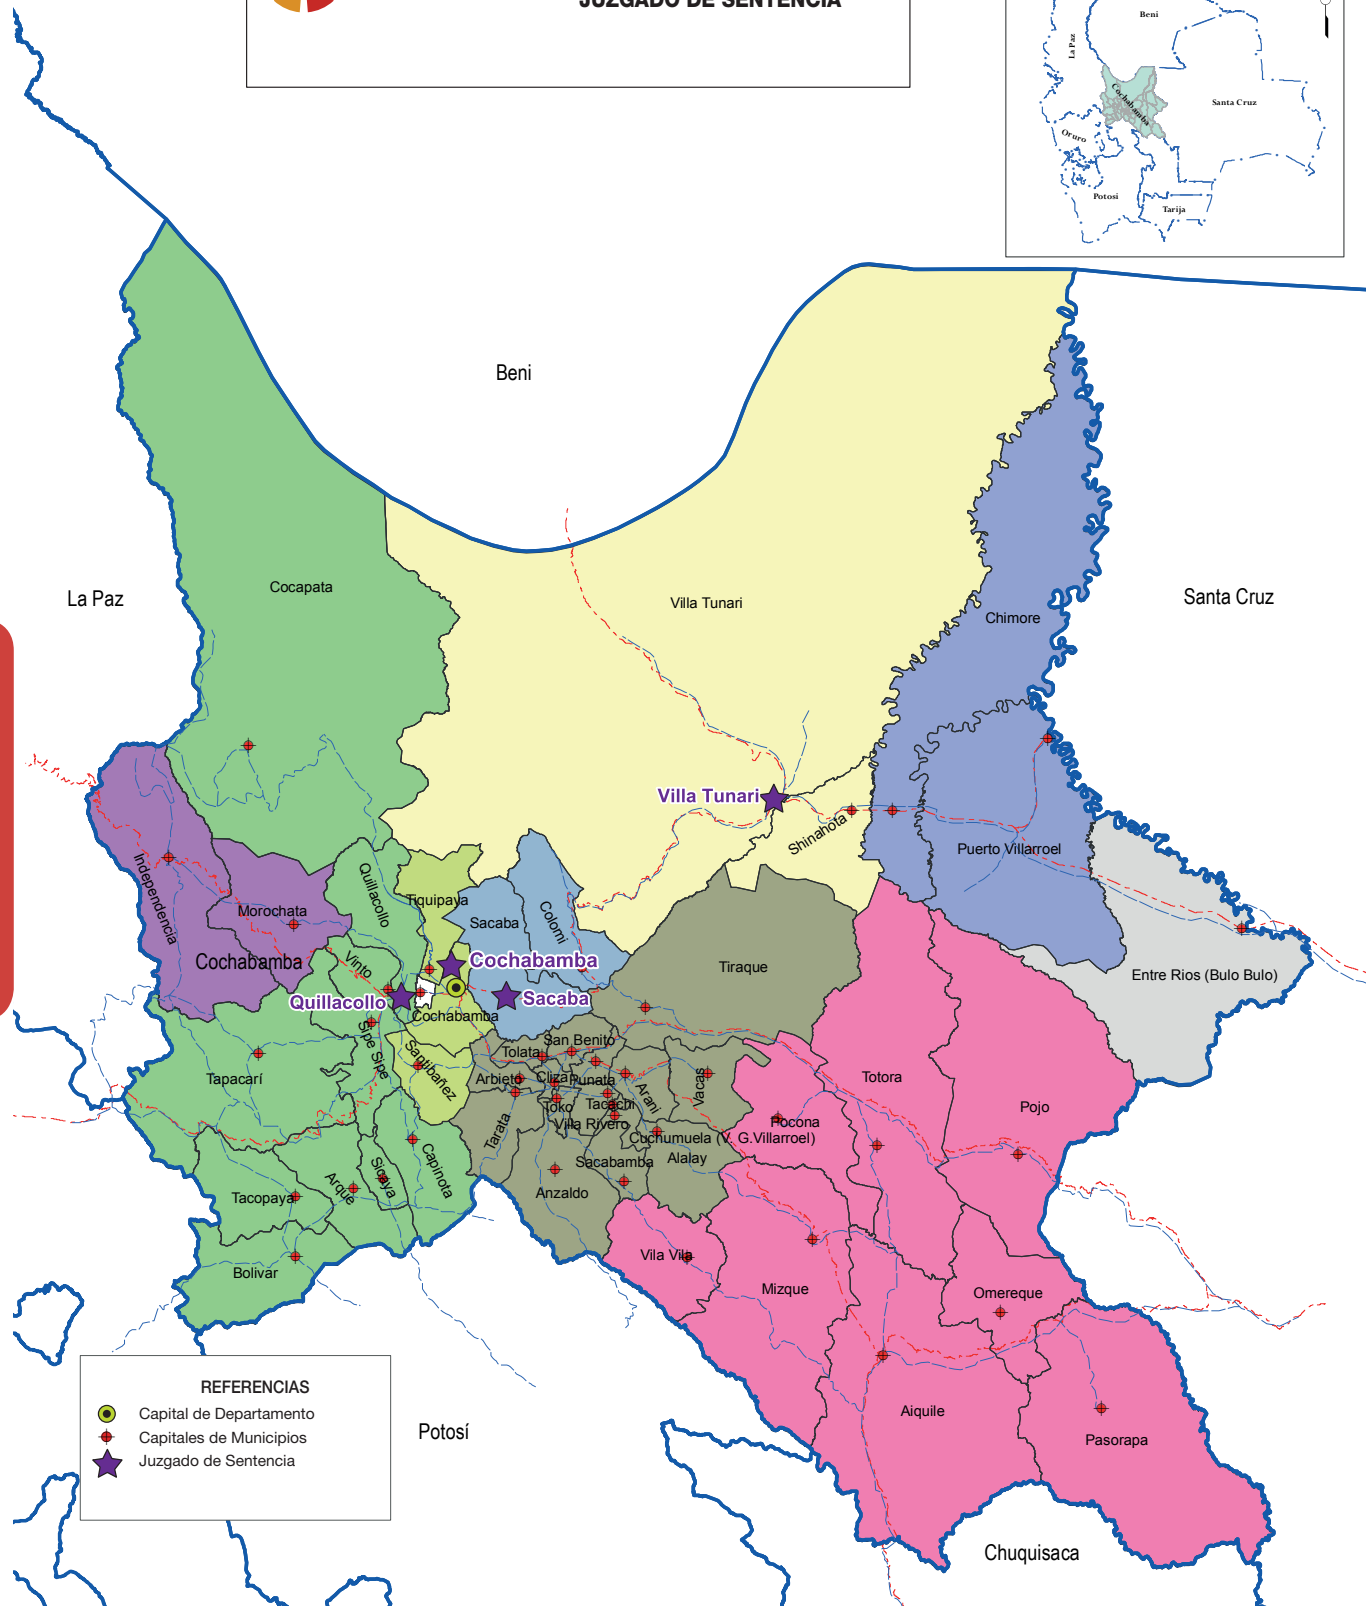 JUZGADO DE SENTENCIA
Beni
La Paz
Santa Cruz
Cochabamba
Oruro
Potosi
Tarija
Beni
La Paz
Cocapata
Villa Tunari
Santa Cruz
Chimore
Villa Tunari
Shinahota
Puerto Villarroel
Independencia
Morochata
Quillacollo
Tiquipaya
Sacaba
Colomi
Cochabamba
Vinto
Cochabamba
Tiraque
Entre Rios (Bulo Bulo)
Quillacollo
Sacaba
Cochabamba
Sipe Sipe
Santibañez
San Benito
Tolata
Tapacarí
Arbieto
Cliza
Punata
Arani
Vacas
Totora
Toko
Tacachi
Villa Rivero
Tarata
Pojo
Pocona
Cuchumuela (V. G.Villarroel)
Alalay
Sacabamba
Anzaldo
Capinota
Sicaya
Arque
Tacopaya
Bolivar
Vila Vila
Mizque
Omereque
Aiquile
Pasorapa
REFERENCIAS
Capital de Departamento
Capitales de Municipios
Juzgado de Sentencia
Potosí
Chuquisaca